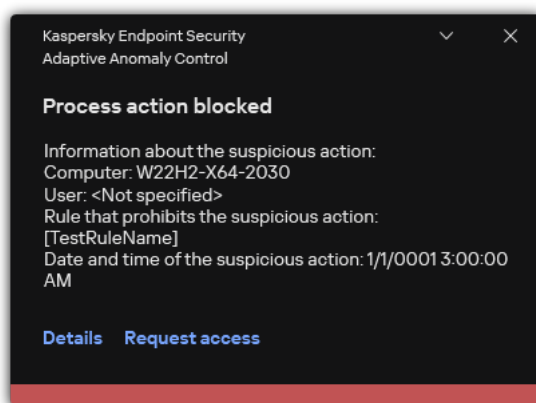 Kaspersky Endpoint Security
Adaptive Anomaly Control
Process action blocked
Information about the suspicious action:
Computer: W22H2-X64-2030
User: <Not specified>
Rule that prohibits the suspicious action:
[TestRuleName]
Date and time of the suspicious action: 1/1/0001 3:00:00
AM
Details Request access